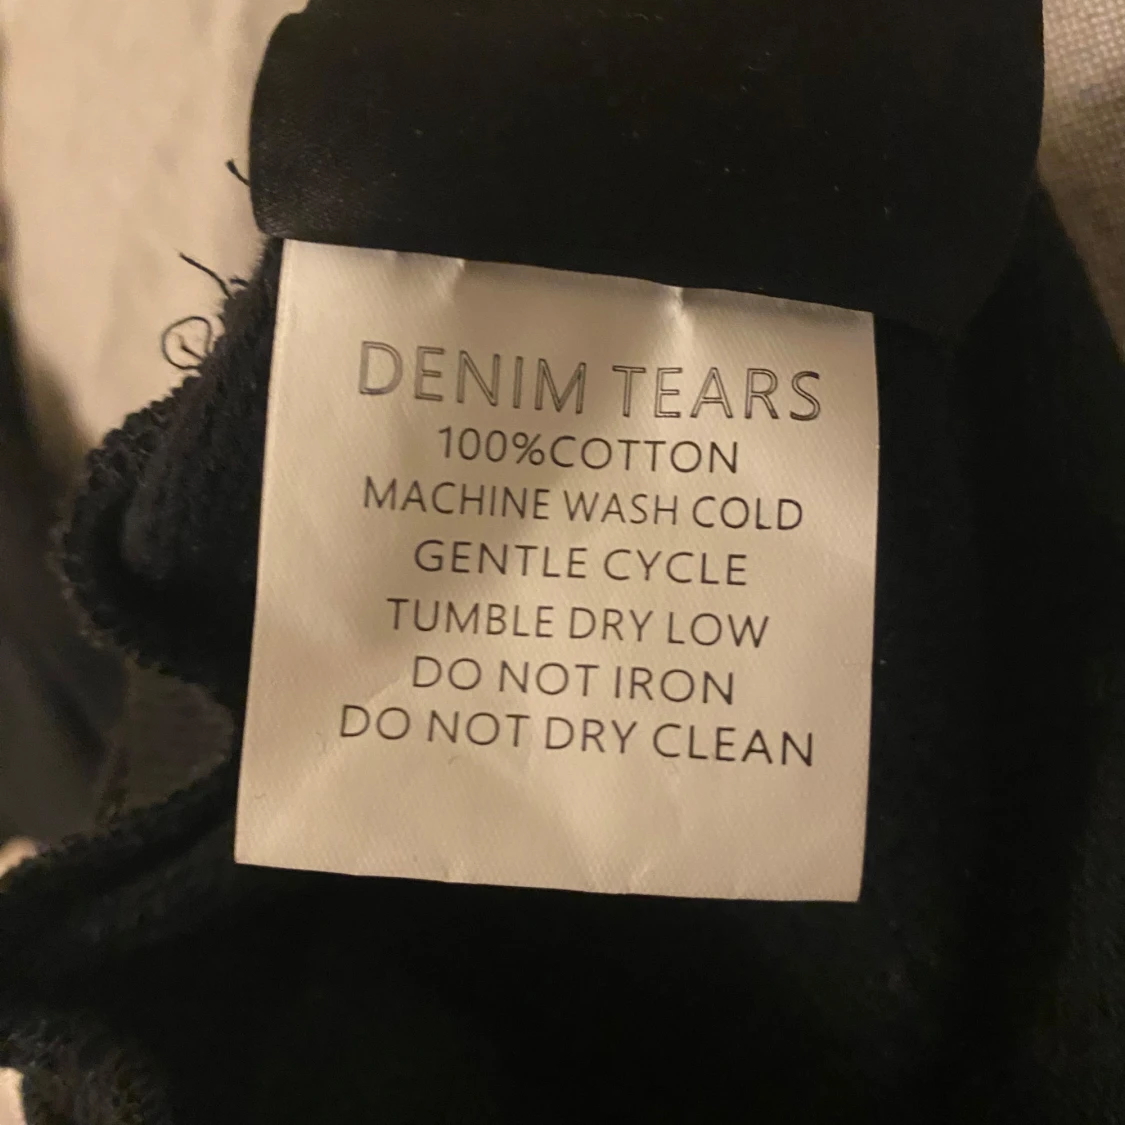 DENIM TEARS
100%COTTON
MACHINE WASH COLD
GENTLE CYCLE
TUMBLE DRY LOW
DO NOT IRON
DO NOT DRY CLEAN